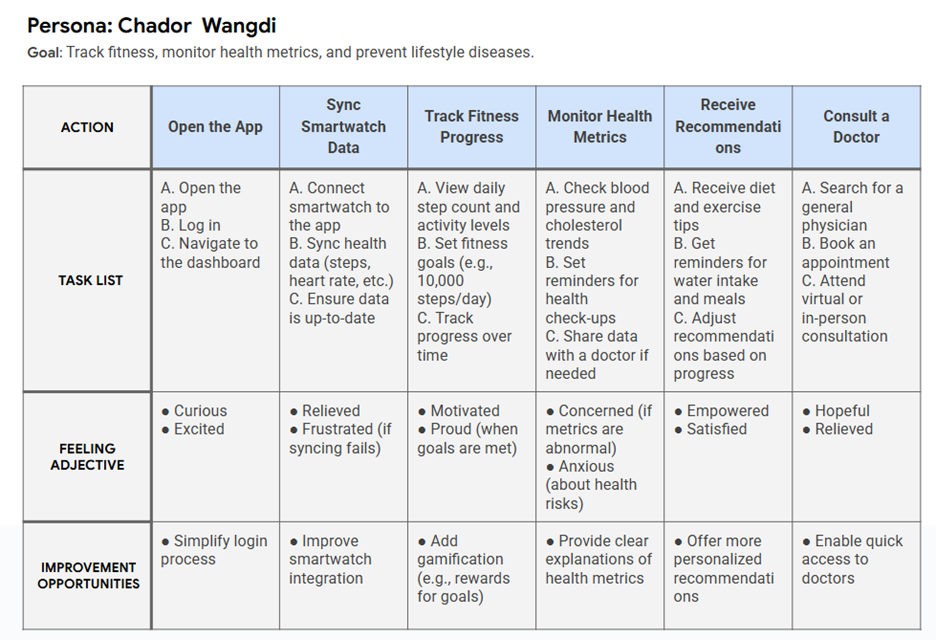 Persona: Chador Wangdi
Goal: Track fitness, monitor health metrics, and prevent lifestyle diseases.
ACTION
Open the App
Sync
Smartwatch
Data
Track Fitness
Progress
Monitor Health
Metrics
Receive
Recommendati
ons
Consult a
Doctor
TASK LIST
A. Open the
app
B. Log in
C. Navigate to
the dashboard
A. Connect
smartwatch to
the app
B. Sync health
data (steps,
heart rate, etc.)
C. Ensure data
is up-to-date
A. View daily
step count and
activity levels
B. Set fitness
goals (e.g.,
10,000
steps/day)
C. Track
progress over
time
A. Check blood
pressure and
cholesterol
trends
B. Set
reminders for
health
check-ups
C. Share data
with a doctor if
needed
A. Receive diet
and exercise
tips
B. Get
reminders for
water intake
and meals
C. Adjust
recommendati
ons based on
progress
A. Search for a
general
physician
B. Book an
appointment
C. Attend
virtual or
in-person
consultation
FEELING
ADJECTIVE
● Curious
● Excited
● Relieved
● Frustrated (if
syncing fails)
● Motivated
● Proud (when
goals are met)
● Concerned (if
metrics are
abnormal)
● Anxious
(about health
risks)
● Empowered
● Satisfied
● Hopeful
● Relieved
IMPROVEMENT
OPPORTUNITIES
● Simplify login
process
● Improve
smartwatch
integration
● Add
gamification
(e.g., rewards
for goals)
● Provide clear
explanations of
health metrics
● Offer more
personalized
recommendati
ons
● Enable quick
access to
doctors